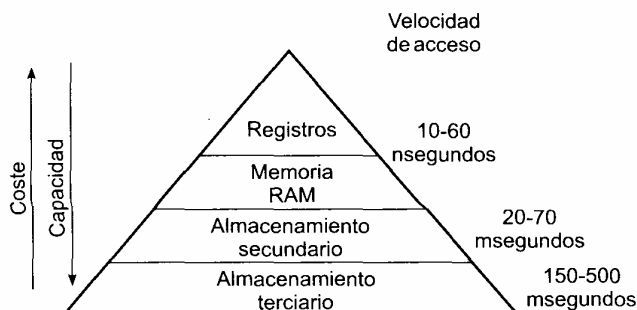 Velocidad
de acceso
Coste
Capacidad
Registros
10-60
nsegundos
Memoria
RAM
Almacenamiento
secundario
20-70
msegundos
Almacenamiento
terciario
150-500
msegundos